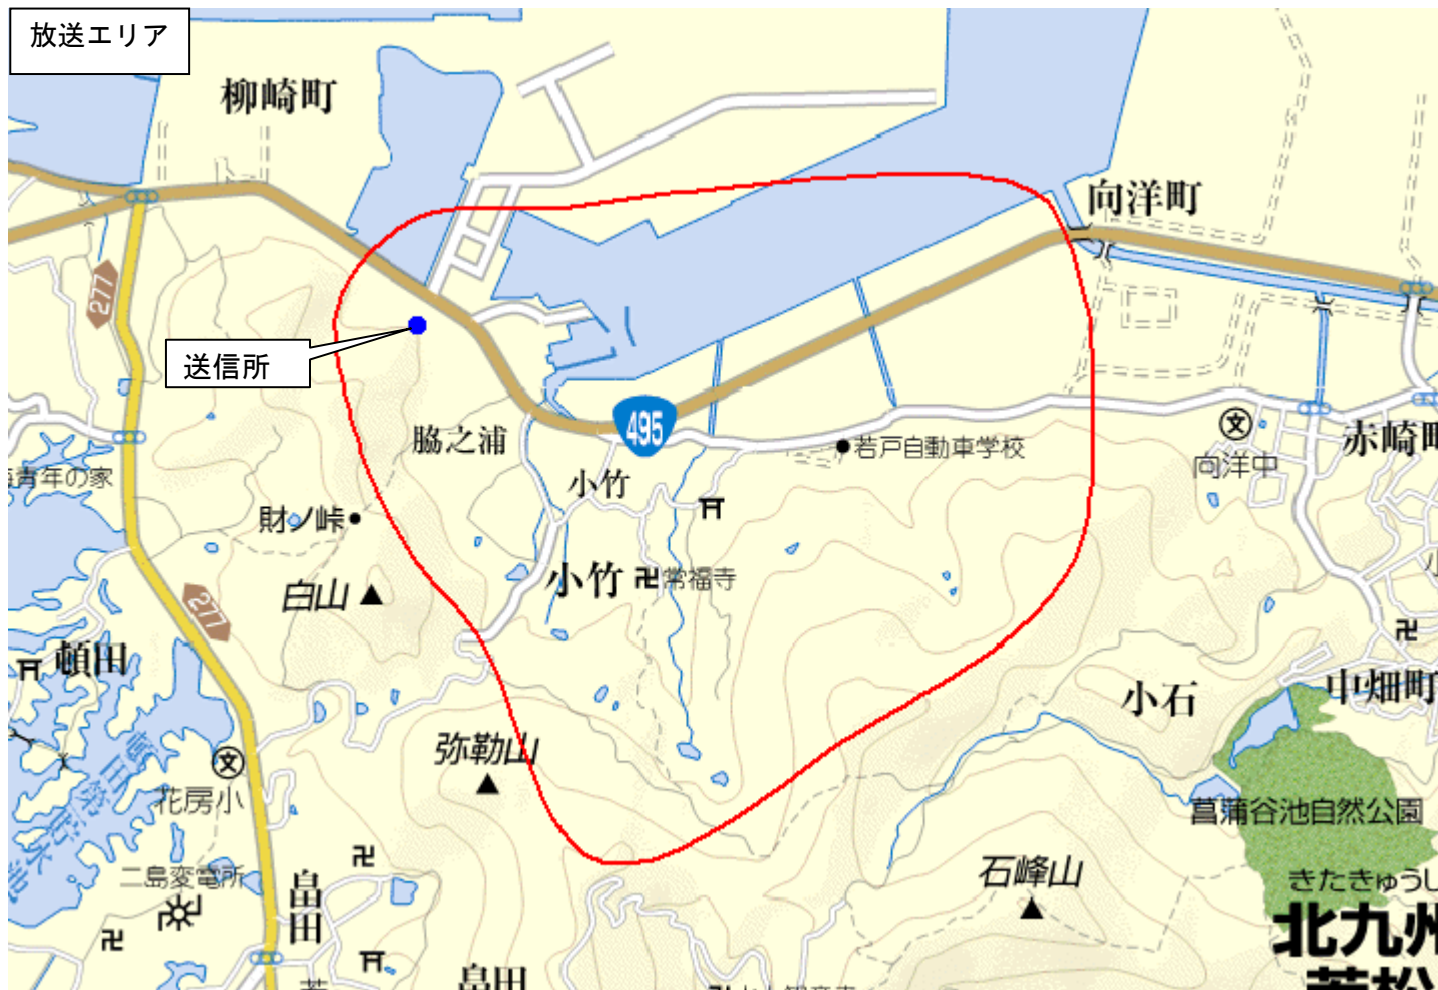 放送エリア
柳崎町
向洋町
277
送信所
495
脇之浦
若戸自動車学校
向洋中
赤崎町
青年の家
小竹
財ノ峠
小竹
常福寺
白山
277
頓田
小石
中畑町
弥勒山
花房小
菖蒲谷池自然公園
二島変電所
石峰山
きたきゅうし
北九州
畠田
畠田
若松